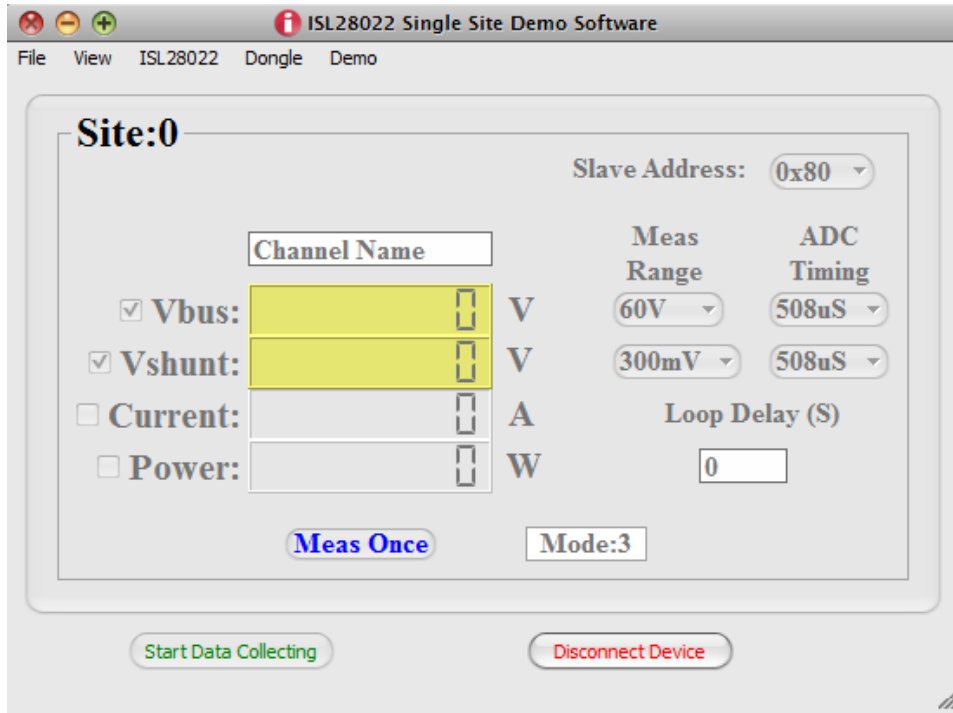 ISL28022 Single Site Demo Software
File View ISL28022 Dongle Demo
Site:0
Slave Address: 0x80
Channel Name
Meas Range
ADC Timing
Vbus: 0 V 60V 508uS
Vshunt: 0 V 300mV 508uS
Current: 0 A Loop Delay (S)
Power: 0 W 0
Meas Once Mode:3
Start Data Collecting Disconnect Device